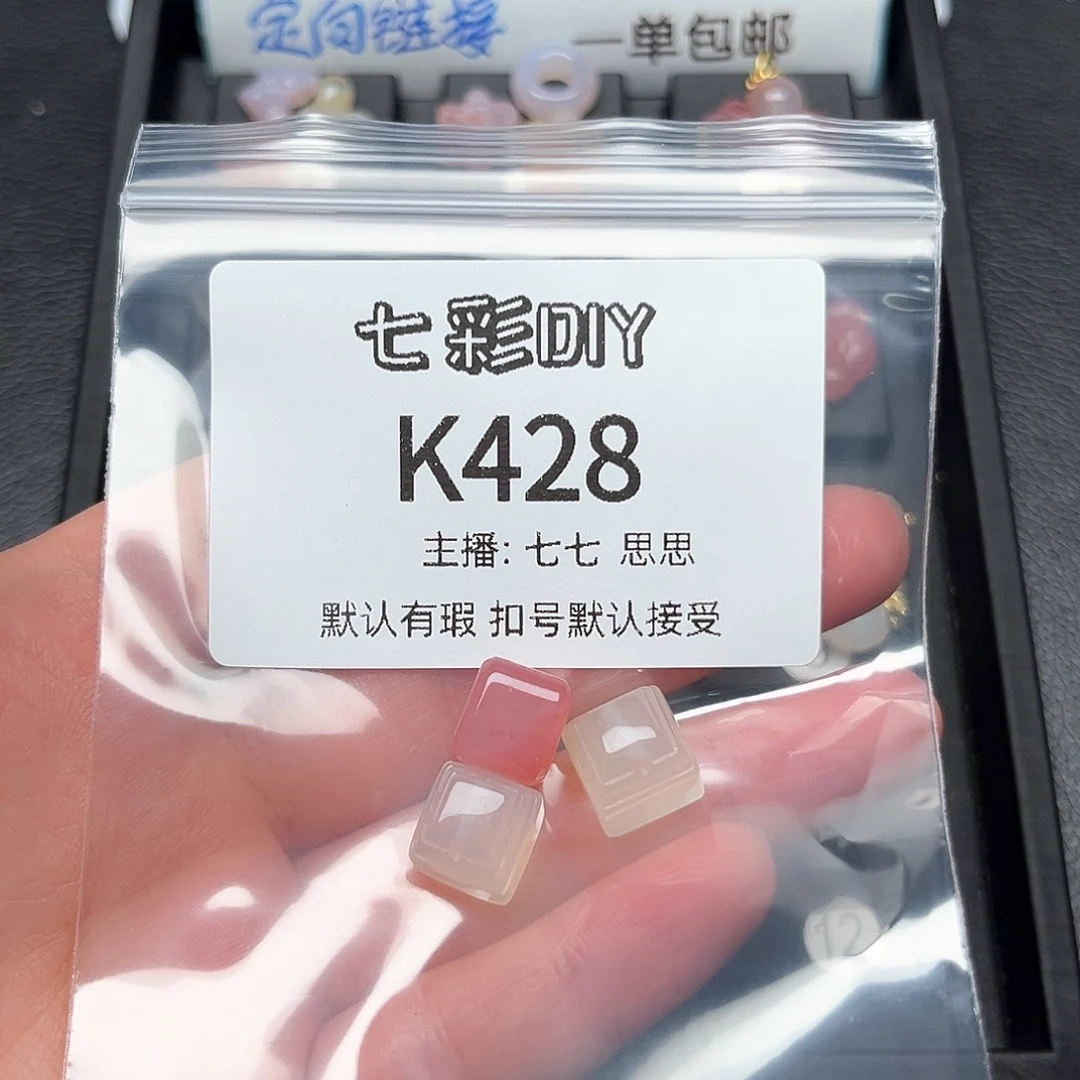 定向链接 一单包邮
七彩DIY
K428
主播: 七七 思思
默认有瑕 扣号默认接受
12